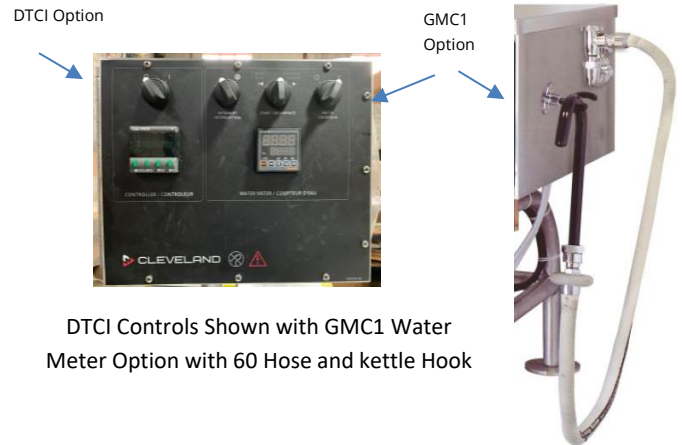 DTCI Option
GMC1
Option
CONTROLLER / CONTROLEUR
WATER METER / COMPTEUR D'EAU
CLEVELAND
DTCI Controls Shown with GMC1 Water
Meter Option with 60 Hose and kettle Hook